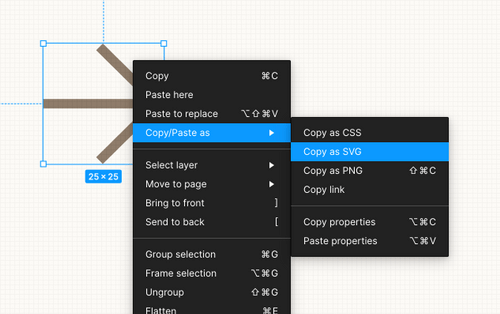 Copy ⌘C
Paste here
Paste to replace ⌥⇧⌘V
Copy/Paste as ▶
Select layer ▶
Move to page ▶
Bring to front ]
Send to back [
Group selection ⌘G
Frame selection ⌥⌘G
Ungroup ⇧⌘G
Flatten ⌘E
Copy as CSS
Copy as SVG
Copy as PNG ⇧⌘C
Copy link
Copy properties ⌥⌘C
Paste properties ⌥⌘V
25 × 25